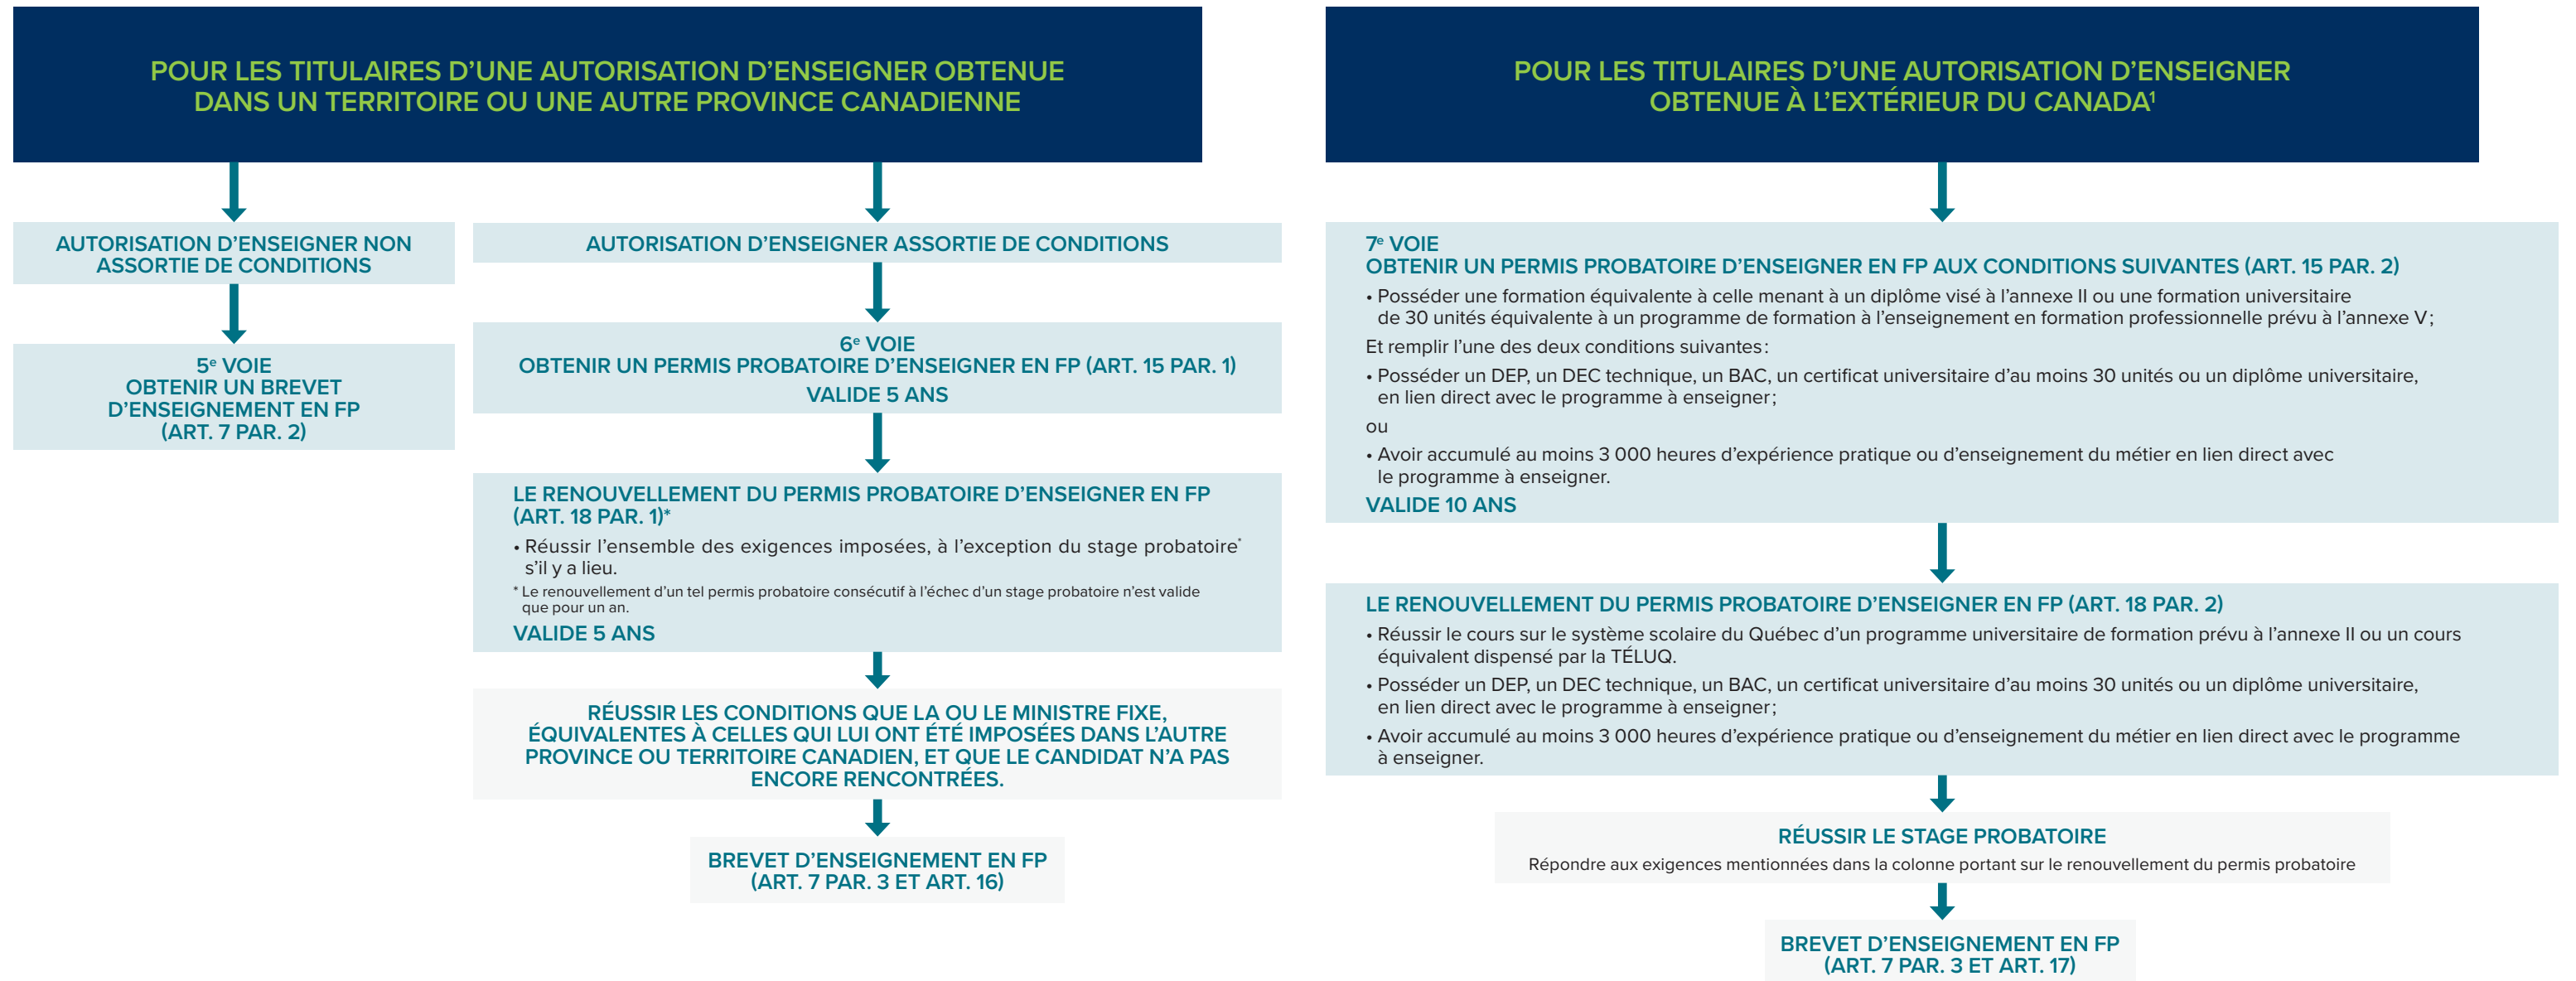 POUR LES TITULAIRES D’UNE AUTORISATION D’ENSEIGNER OBTENUE
DANS UN TERRITOIRE OU UNE AUTRE PROVINCE CANADIENNE
AUTORISATION D’ENSEIGNER NON
ASSORTIE DE CONDITIONS
5e VOIE
OBTENIR UN BREVET
D’ENSEIGNEMENT EN FP
(ART. 7 PAR. 2)
AUTORISATION D’ENSEIGNER ASSORTIE DE CONDITIONS
6e VOIE
OBTENIR UN PERMIS PROBATOIRE D’ENSEIGNER EN FP (ART. 15 PAR. 1)
VALIDE 5 ANS
LE RENOUVELLEMENT DU PERMIS PROBATOIRE D’ENSEIGNER EN FP
(ART. 18 PAR. 1)*
• Réussir l’ensemble des exigences imposées, à l’exception du stage probatoire*
s’il y a lieu.
* Le renouvellement d’un tel permis probatoire consécutif à l’échec d’un stage probatoire n’est valide
que pour un an.
VALIDE 5 ANS
RÉUSSIR LES CONDITIONS QUE LA OU LE MINISTRE FIXE,
ÉQUIVALENTES À CELLES QUI LUI ONT ÉTÉ IMPOSÉES DANS L’AUTRE
PROVINCE OU TERRITOIRE CANADIEN, ET QUE LE CANDIDAT N’A PAS
ENCORE RENCONTRÉES.
BREVET D’ENSEIGNEMENT EN FP
(ART. 7 PAR. 3 ET ART. 16)
POUR LES TITULAIRES D’UNE AUTORISATION D’ENSEIGNER
OBTENUE À L’EXTÉRIEUR DU CANADA1
7e VOIE
OBTENIR UN PERMIS PROBATOIRE D’ENSEIGNER EN FP AUX CONDITIONS SUIVANTES (ART. 15 PAR. 2)
• Posséder une formation équivalente à celle menant à un diplôme visé à l’annexe II ou une formation universitaire
de 30 unités équivalente à un programme de formation à l’enseignement en formation professionnelle prévu à l’annexe V;
Et remplir l’une des deux conditions suivantes:
• Posséder un DEP, un DEC technique, un BAC, un certificat universitaire d’au moins 30 unités ou un diplôme universitaire,
en lien direct avec le programme à enseigner;
ou
• Avoir accumulé au moins 3 000 heures d’expérience pratique ou d’enseignement du métier en lien direct avec
le programme à enseigner.
VALIDE 10 ANS
LE RENOUVELLEMENT DU PERMIS PROBATOIRE D’ENSEIGNER EN FP (ART. 18 PAR. 2)
• Réussir le cours sur le système scolaire du Québec d’un programme universitaire de formation prévu à l’annexe II ou un cours
équivalent dispensé par la TÉLUQ.
• Posséder un DEP, un DEC technique, un BAC, un certificat universitaire d’au moins 30 unités ou un diplôme universitaire,
en lien direct avec le programme à enseigner;
• Avoir accumulé au moins 3 000 heures d’expérience pratique ou d’enseignement du métier en lien direct avec le programme
à enseigner.
RÉUSSIR LE STAGE PROBATOIRE
Répondre aux exigences mentionnées dans la colonne portant sur le renouvellement du permis probatoire
BREVET D’ENSEIGNEMENT EN FP
(ART. 7 PAR. 3 ET ART. 17)